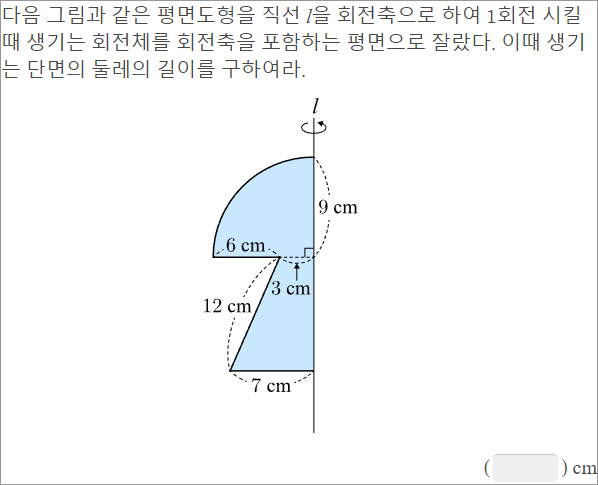 다음 그림과 같은 평면도형을 직선 l을 회전축으로 하여 1회전 시킬
때 생기는 회전체를 회전축을 포함하는 평면으로 잘랐다. 이때 생기
는 단면의 둘레의 길이를 구하여라.
l
9 cm
6 cm
3 cm
12 cm
7 cm
( ) cm